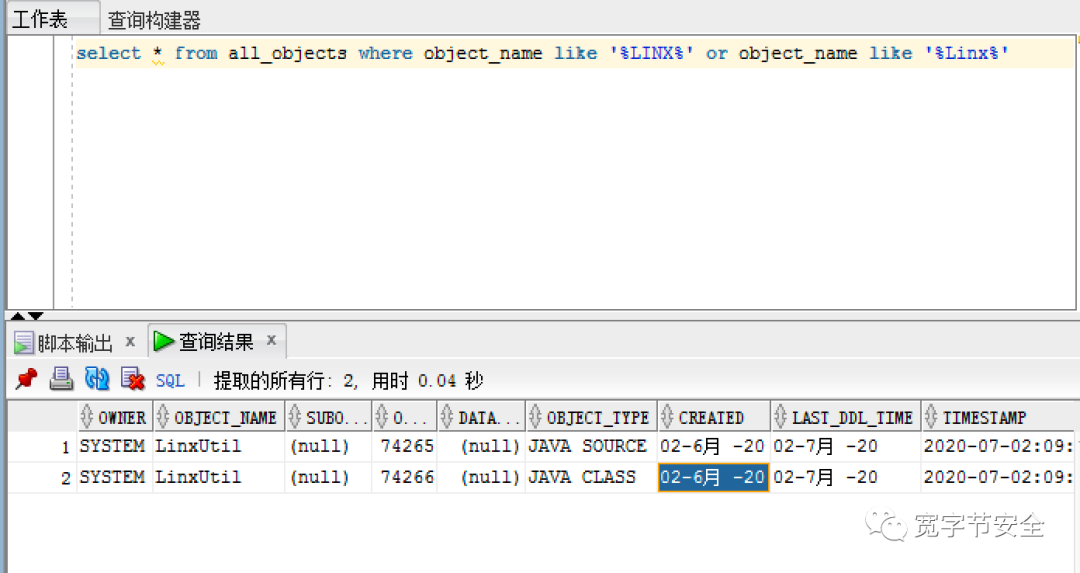 工作表 查询构建器
select * from all_objects where object_name like '%LINX%' or object_name like '%Linx%'
脚本输出 x 查询结果 x
SQL | 提取的所有行: 2, 用时 0.04 秒
OWNER OBJECT_NAME SUBO... O... DATA... OBJECT_TYPE CREATED LAST_DDL_TIME TIMESTAMP
1 SYSTEM LinxUtil (null) 74265 (null) JAVA SOURCE 02-6月 -20 02-7月 -20 2020-07-02:09:
2 SYSTEM LinxUtil (null) 74266 (null) JAVA CLASS 02-6月 -20 02-7月 -20 2020-07-02:09:
宽字节安全